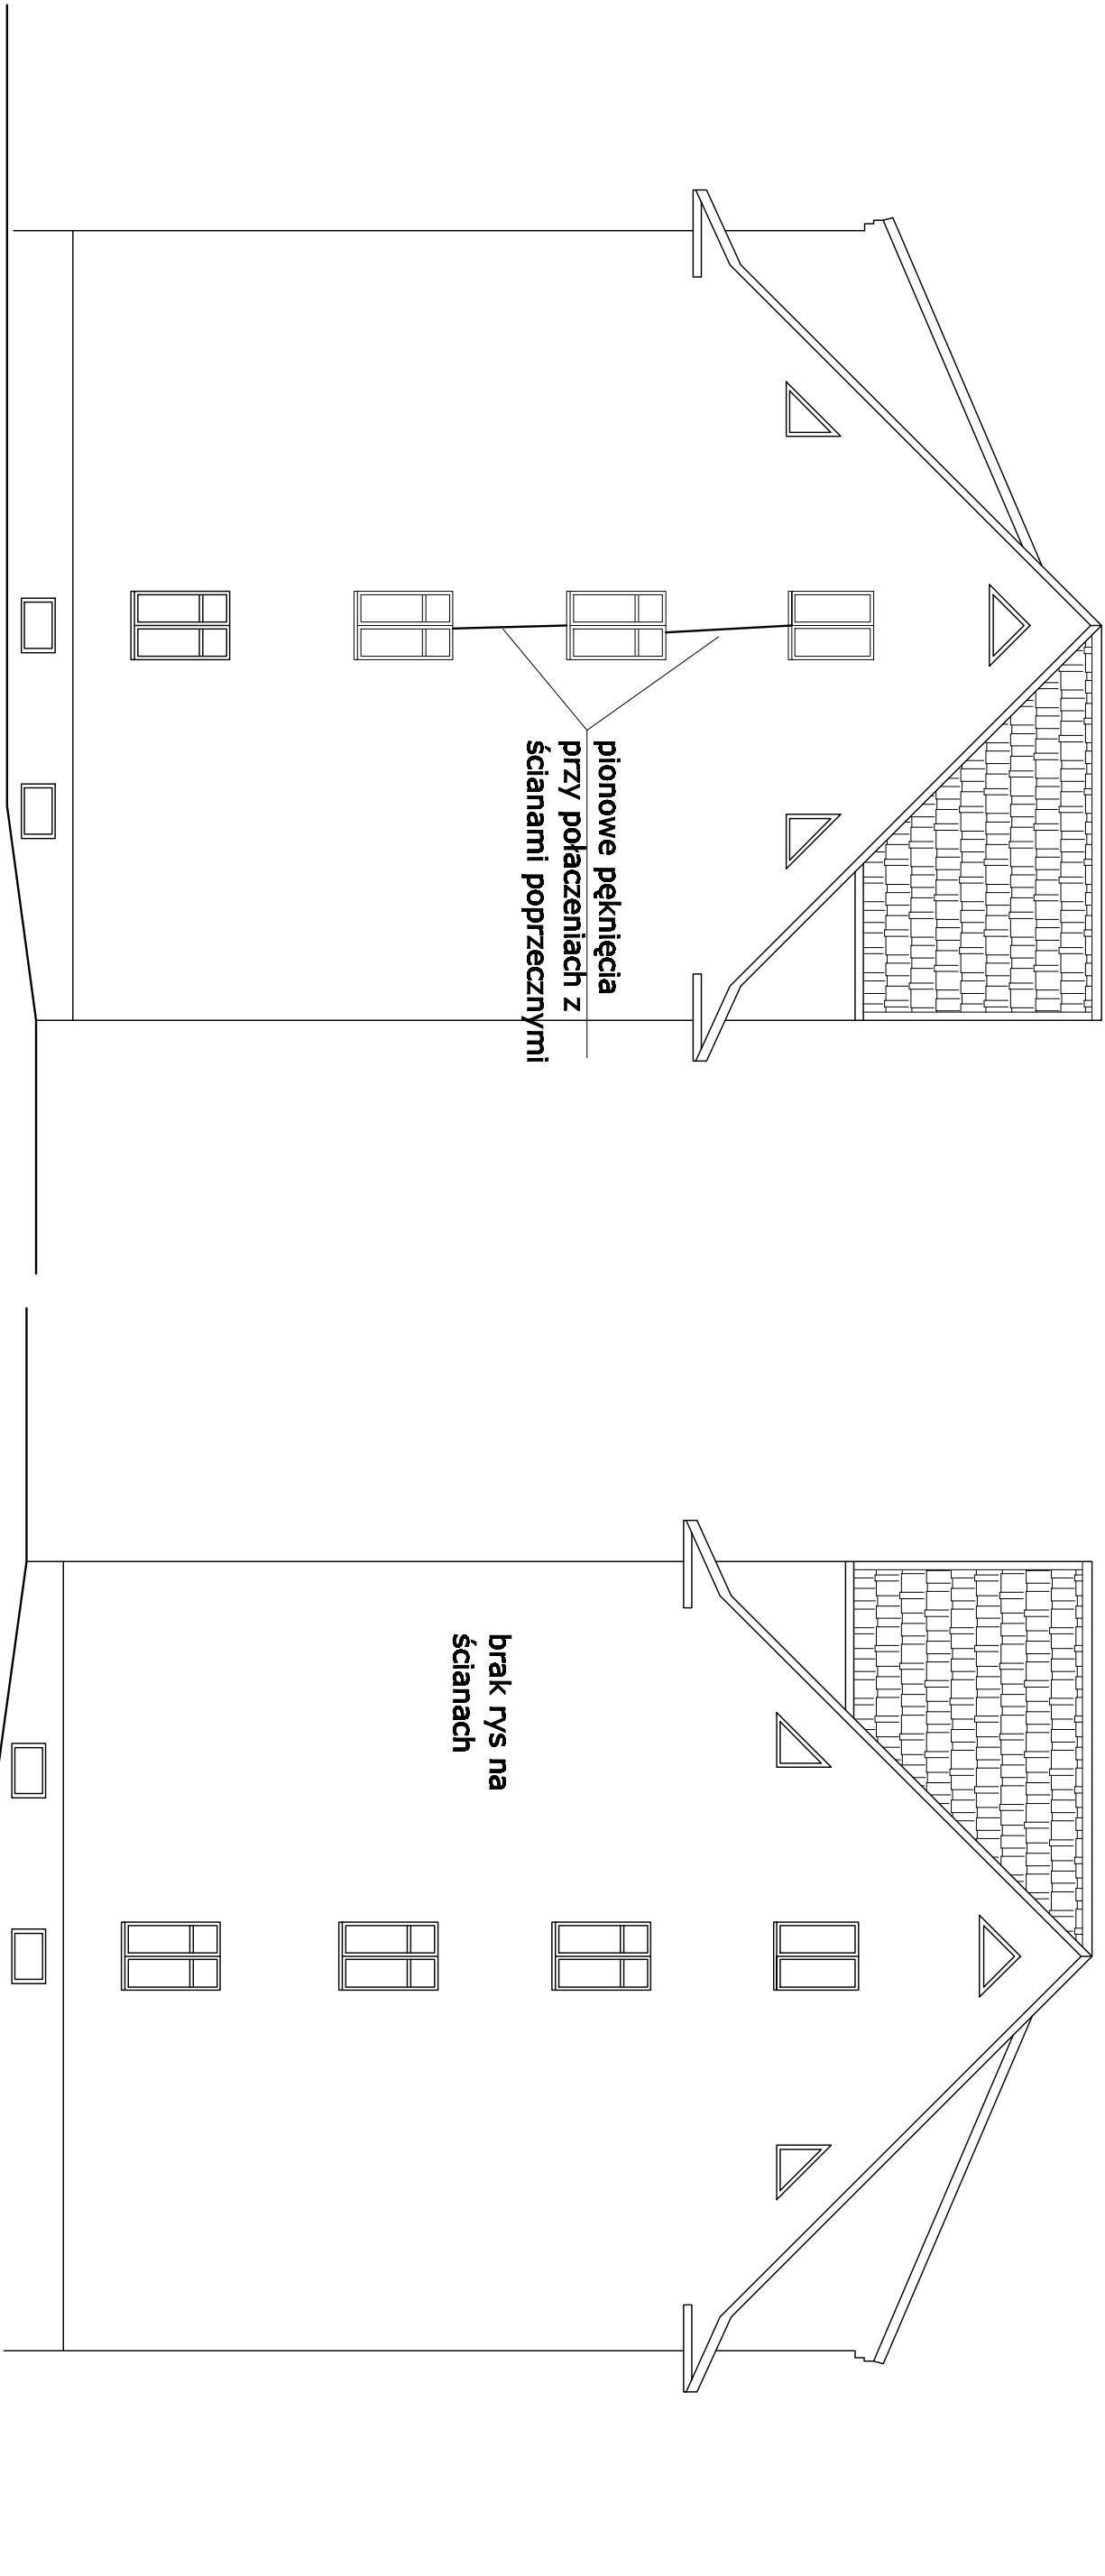 pionowe pęknięcia
przy połaczeniach z
ścianami poprzecznymi
brak rys na
ścianach